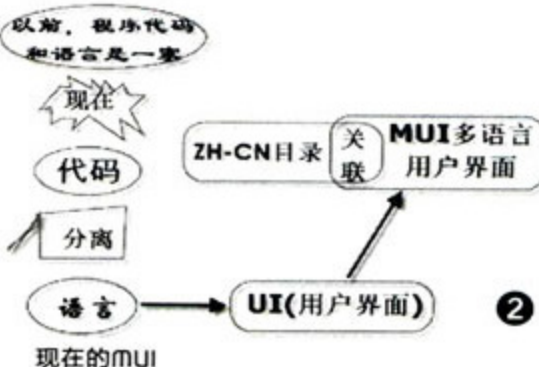 以前，程序代码
和语言是一塞
现在
代码
分离
语言
ZH-CN目录
关
联
MUI多语言
用户界面
UI(用户界面)
❷
现在的mUI